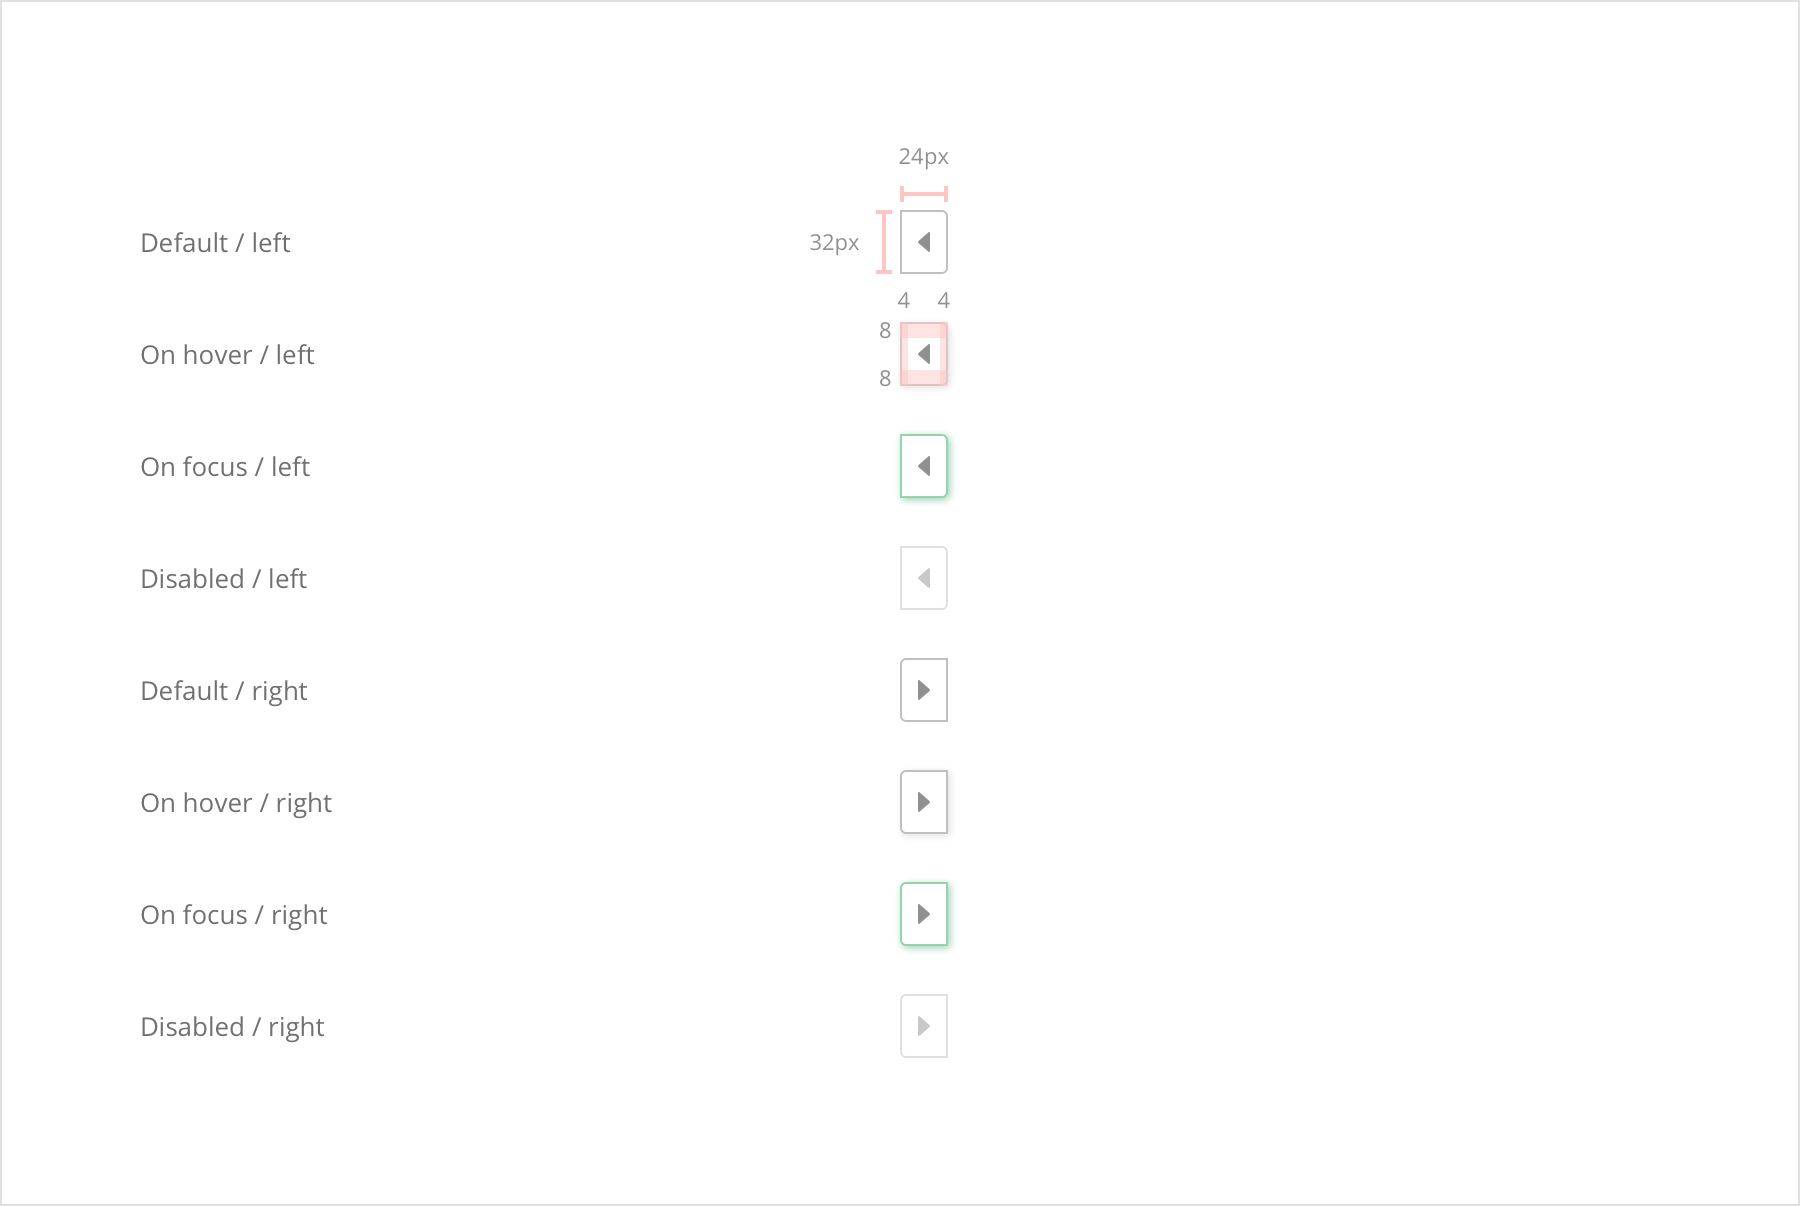 24px
Default / left
32px
4 4
8
On hover / left
8
On focus / left
Disabled / left
Default / right
On hover / right
On focus / right
Disabled / right